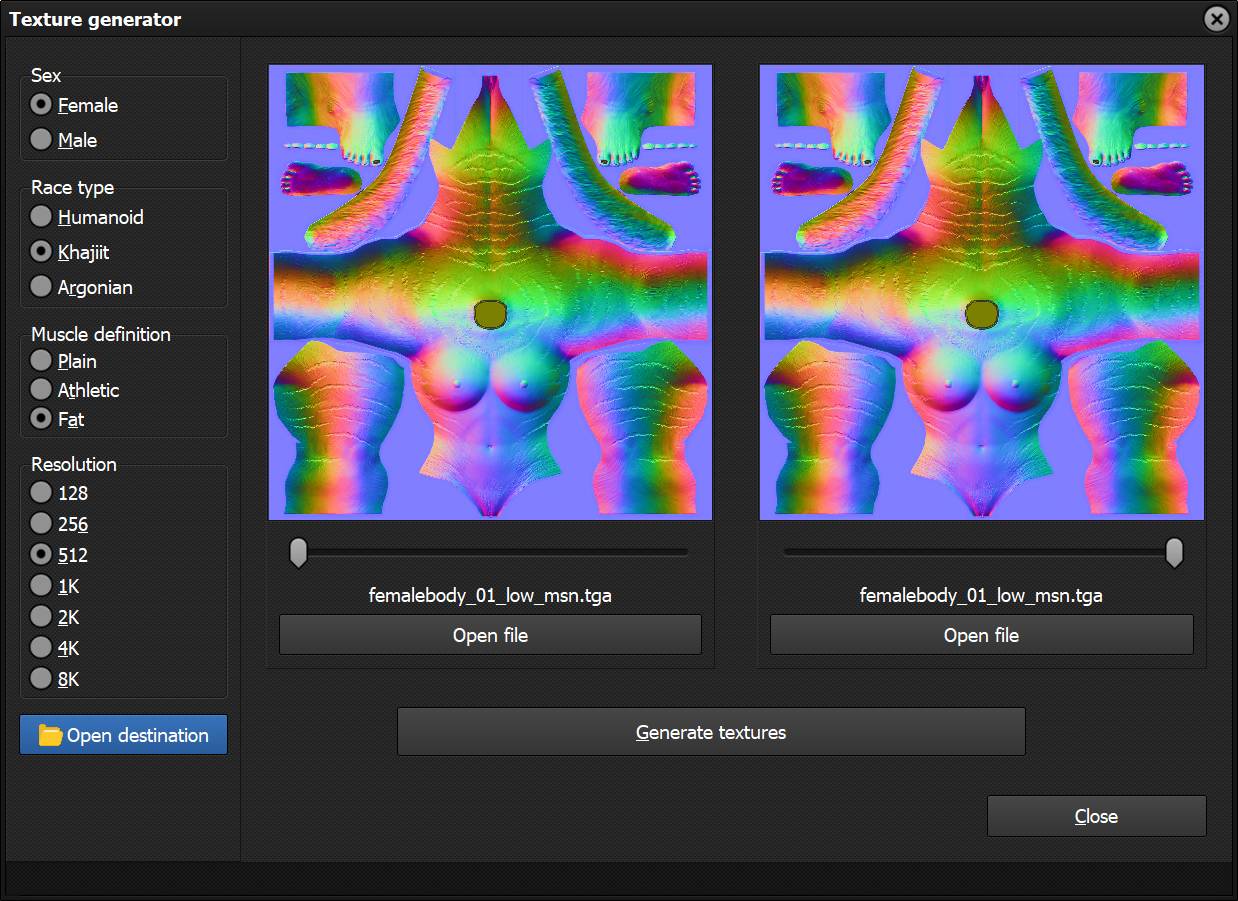 Texture generator
Sex
Female
Male
Race type
Humanoid
Khajiit
Argonian
Muscle definition
Plain
Athletic
Fat
Resolution
128
256
512
1K
2K
4K
8K
Open destination
femalebody_01_low_msn.tga
Open file
femalebody_01_low_msn.tga
Open file
Generate textures
Close